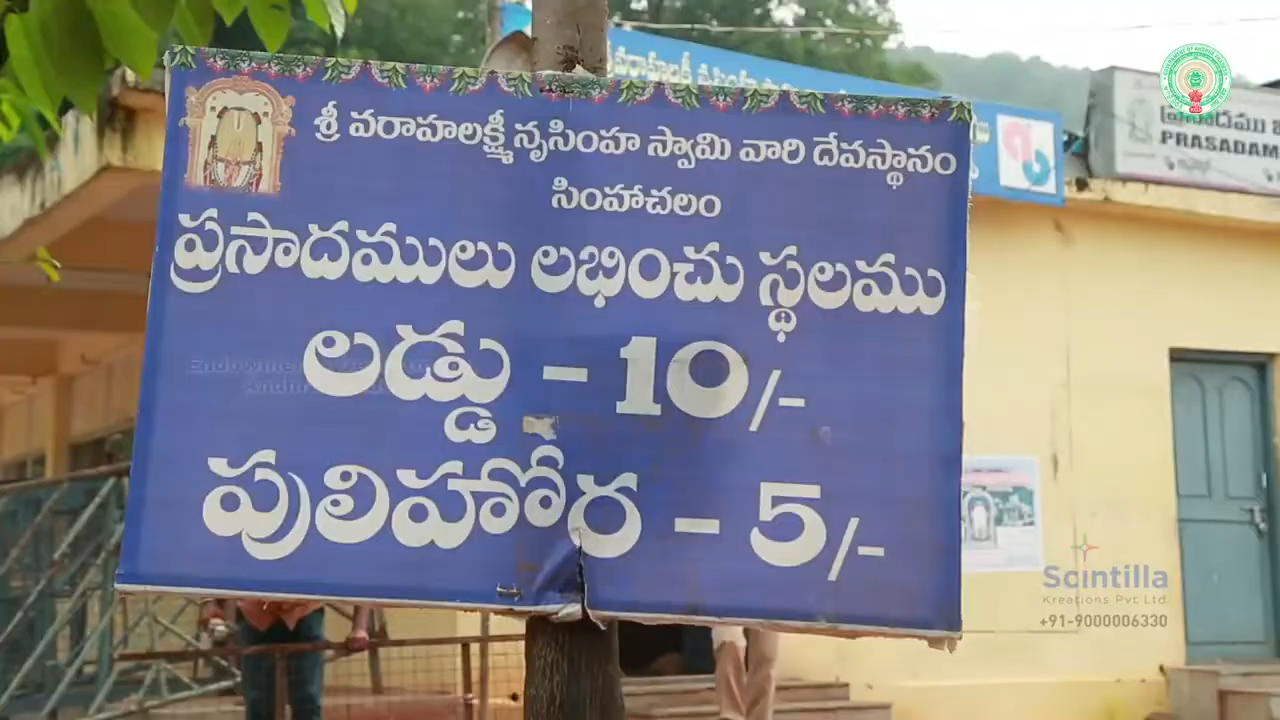 శ్రీ వరాహలక్ష్మీ నృసింహ స్వామి వారి దేవస్థానం
సింహాచలం
ప్రసాదములు లభించు స్థలము
లడ్డు - 10/-
పులిహోర - 5/-
PRASADAM
Scintilla
Kreations Pvt. Ltd.
+91-9000006330